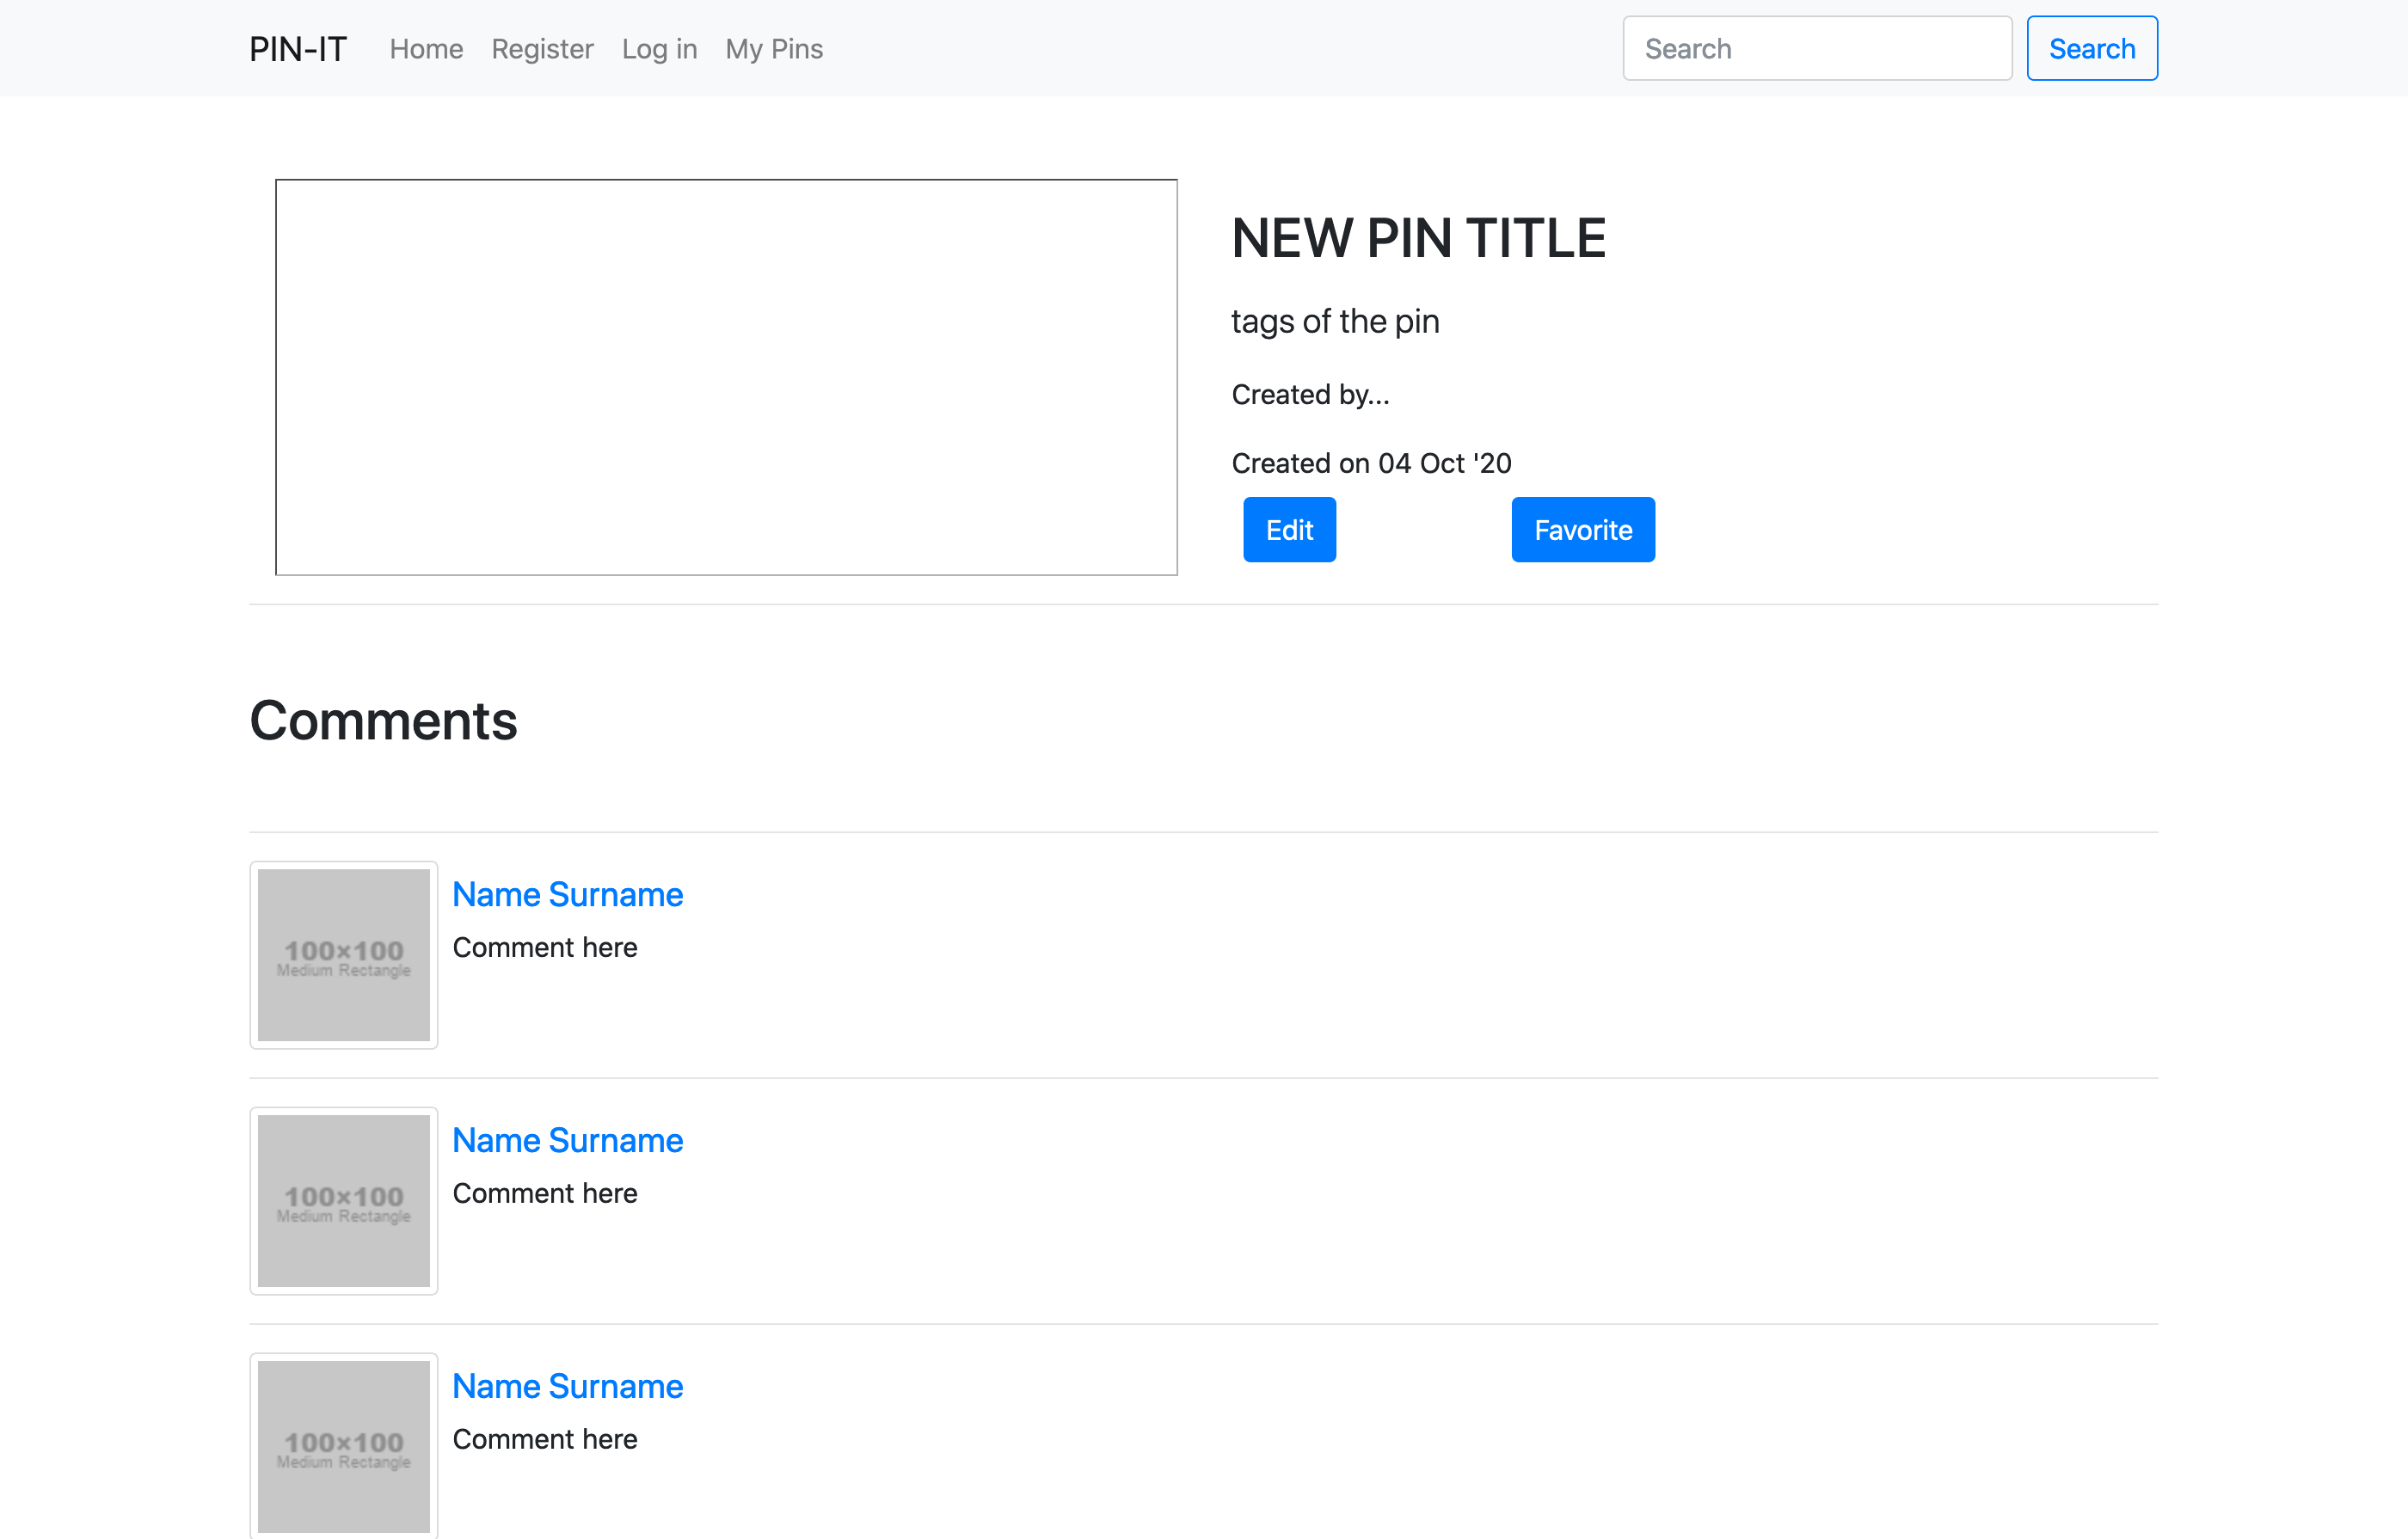 PIN-IT Home Register Log in My Pins Search Search
NEW PIN TITLE
tags of the pin
Created by...
Created on 04 Oct '20
Edit Favorite
Comments
100×100
Medium Rectangle
Name Surname
Comment here
100×100
Medium Rectangle
Name Surname
Comment here
100×100
Medium Rectangle
Name Surname
Comment here